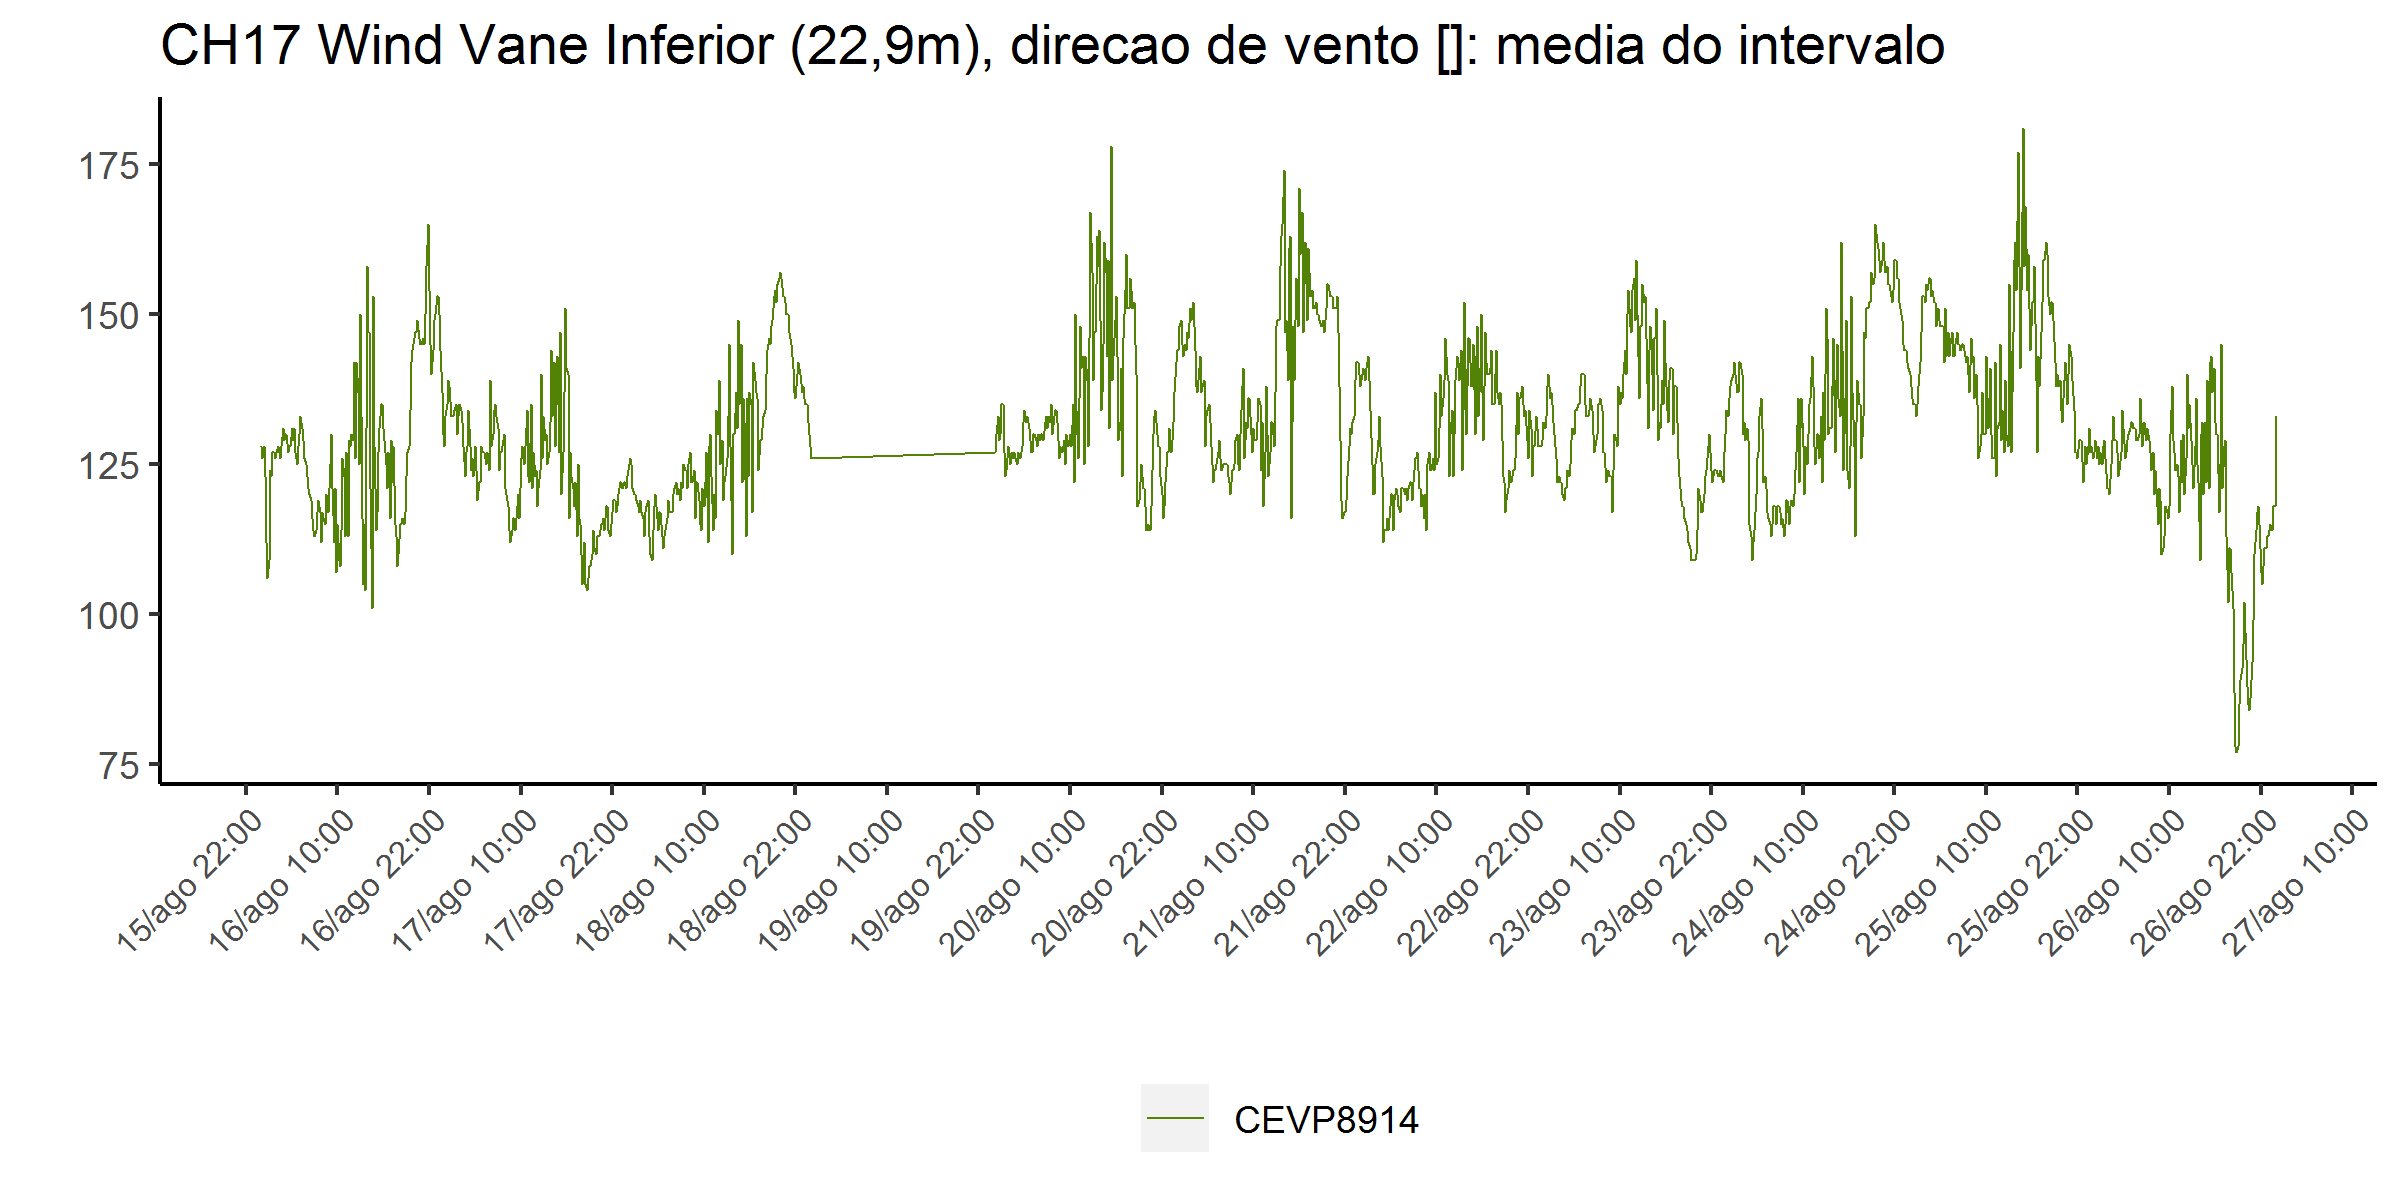 CH17 Wind Vane Inferior (22,9m), direcao de vento []: media do intervalo
175
150
125
100
75
15/ago 22:00
16/ago 10:00
16/ago 22:00
17/ago 10:00
17/ago 22:00
18/ago 10:00
18/ago 22:00
19/ago 10:00
19/ago 22:00
20/ago 10:00
20/ago 22:00
21/ago 10:00
21/ago 22:00
22/ago 10:00
22/ago 22:00
23/ago 10:00
23/ago 22:00
24/ago 10:00
24/ago 22:00
25/ago 10:00
25/ago 22:00
26/ago 10:00
26/ago 22:00
27/ago 10:00
CEVP8914